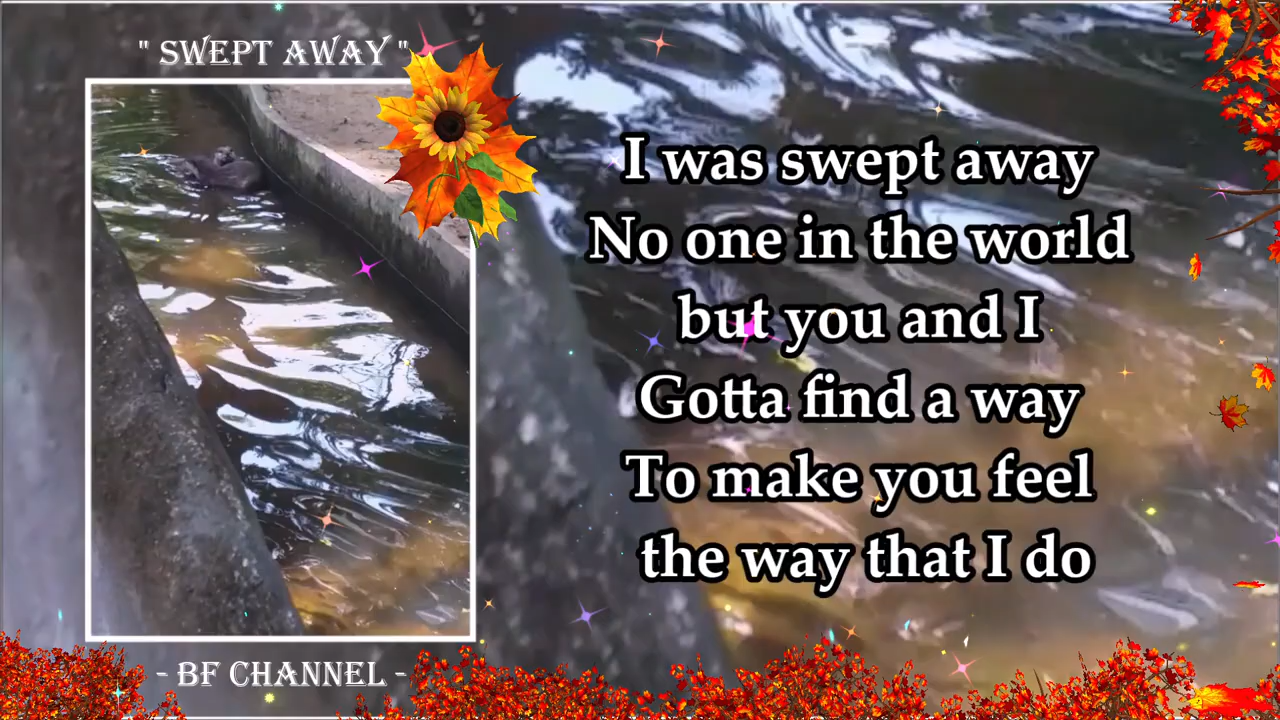 " SWEPT AWAY "
I was swept away
No one in the world
but you and I
Gotta find a way
To make you feel
the way that I do
- BF CHANNEL -